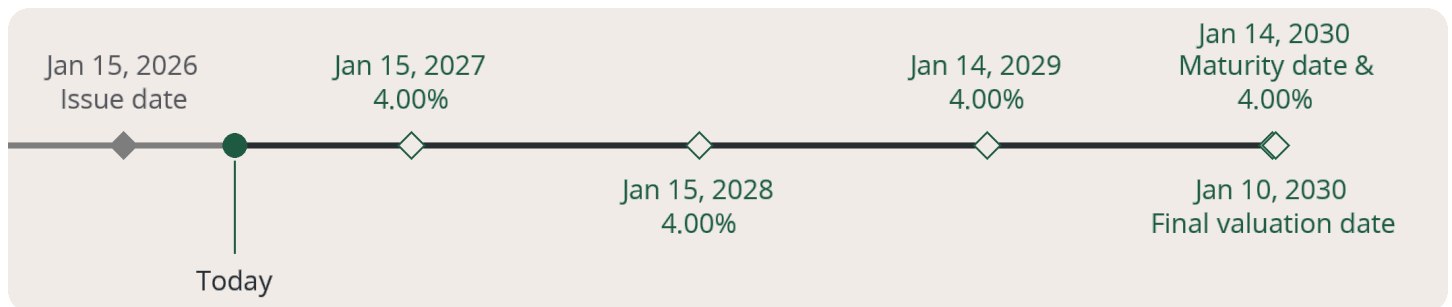 Jan 15, 2026
Issue date
Jan 15, 2027
4.00%
Jan 14, 2029
4.00%
Jan 14, 2030
Maturity date &
4.00%
Jan 15, 2028
4.00%
Jan 10, 2030
Final valuation date
Today